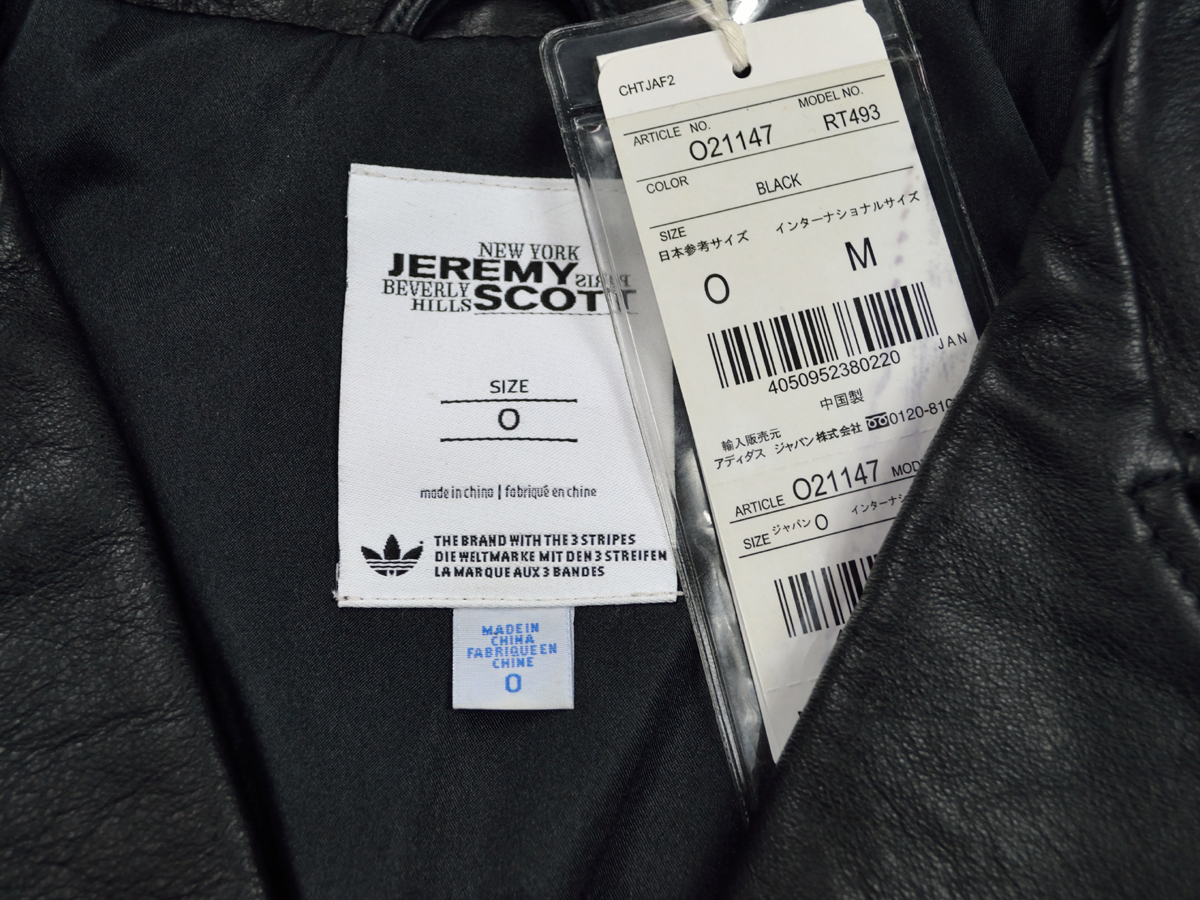 NEW YORK
JEREMY
PARIS
BEVERLY
HILLS SCOTT
SIZE
O
made in china | fabriqué en chine
THE BRAND WITH THE 3 STRIPES
DIE WELTMARKE MIT DEN 3 STREIFEN
LA MARQUE AUX 3 BANDES
MADE IN
CHINA
FABRIQUE EN
CHINE
O
CHTJAF2
ARTICLE NO. MODEL NO.
O21147 RT493
COLOR BLACK
SIZE
日本参考サイズ インターナショナルサイズ
O M
JAN
4050952380220
中国製
輸入販売元
アディダス ジャパン株式会社 0120-810
ARTICLE O21147
SIZE ジャパン O